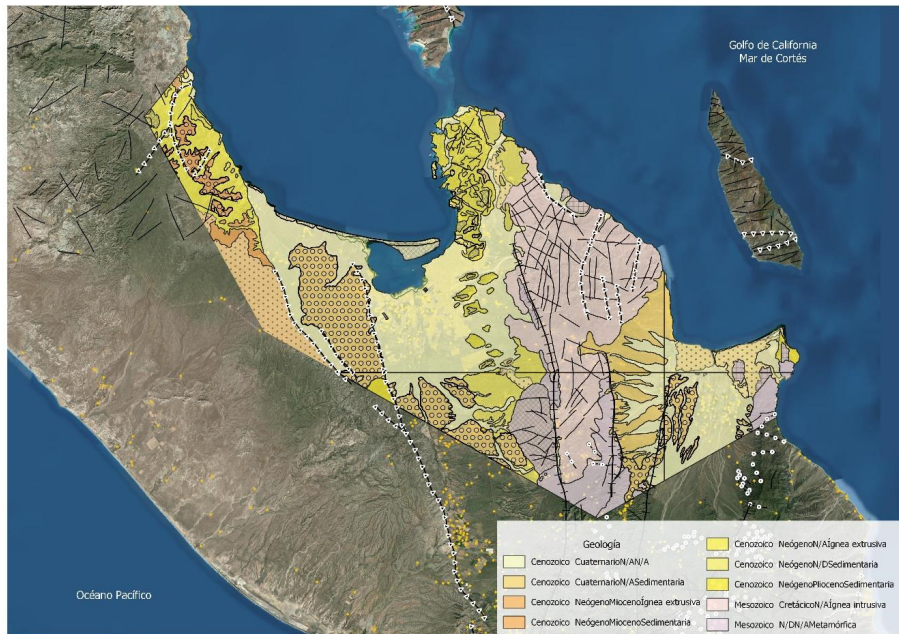 Golfo de California
Mar de Cortés
Océano Pacífico
Geología
Cenozoico CuaternarioN/AN/A
Cenozoico CuaternarioN/ASedimentaria
Cenozoico NeógenoMiocenoÍgnea extrusiva
Cenozoico NeógenoMiocenoSedimentaria
Cenozoico NeógenoN/AÍgnea extrusiva
Cenozoico NeógenoN/DSedimentaria
Cenozoico NeógenoPliocenoSedimentaria
Mesozoico CretácicoN/AÍgnea intrusiva
Mesozoico N/DN/AMetamórfica